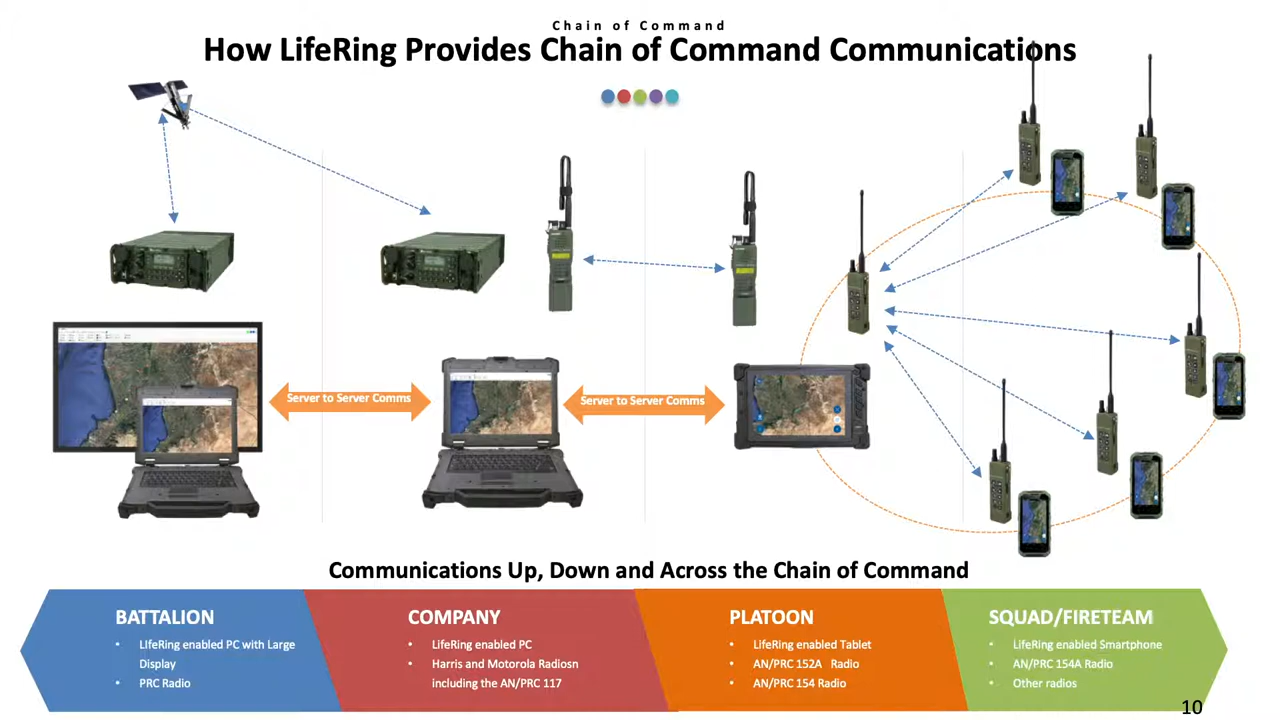 Chain of Command
How LifeRing Provides Chain of Command Communications
Server to Server Comms
Server to Server Comms
Communications Up, Down and Across the Chain of Command
BATTALION
• LIfeRing enabled PC with Large
Display
• PRC Radio
COMPANY
• LifeRing enabled PC
• Harris and Motorola Radiosn
including the AN/PRC 117
PLATOON
• LifeRing enabled Tablet
• AN/PRC 152A Radio
• AN/PRC 154 Radio
SQUAD/FIRETEAM
• LifeRing enabled Smartphone
• AN/PRC 154A Radio
• Other radios
10